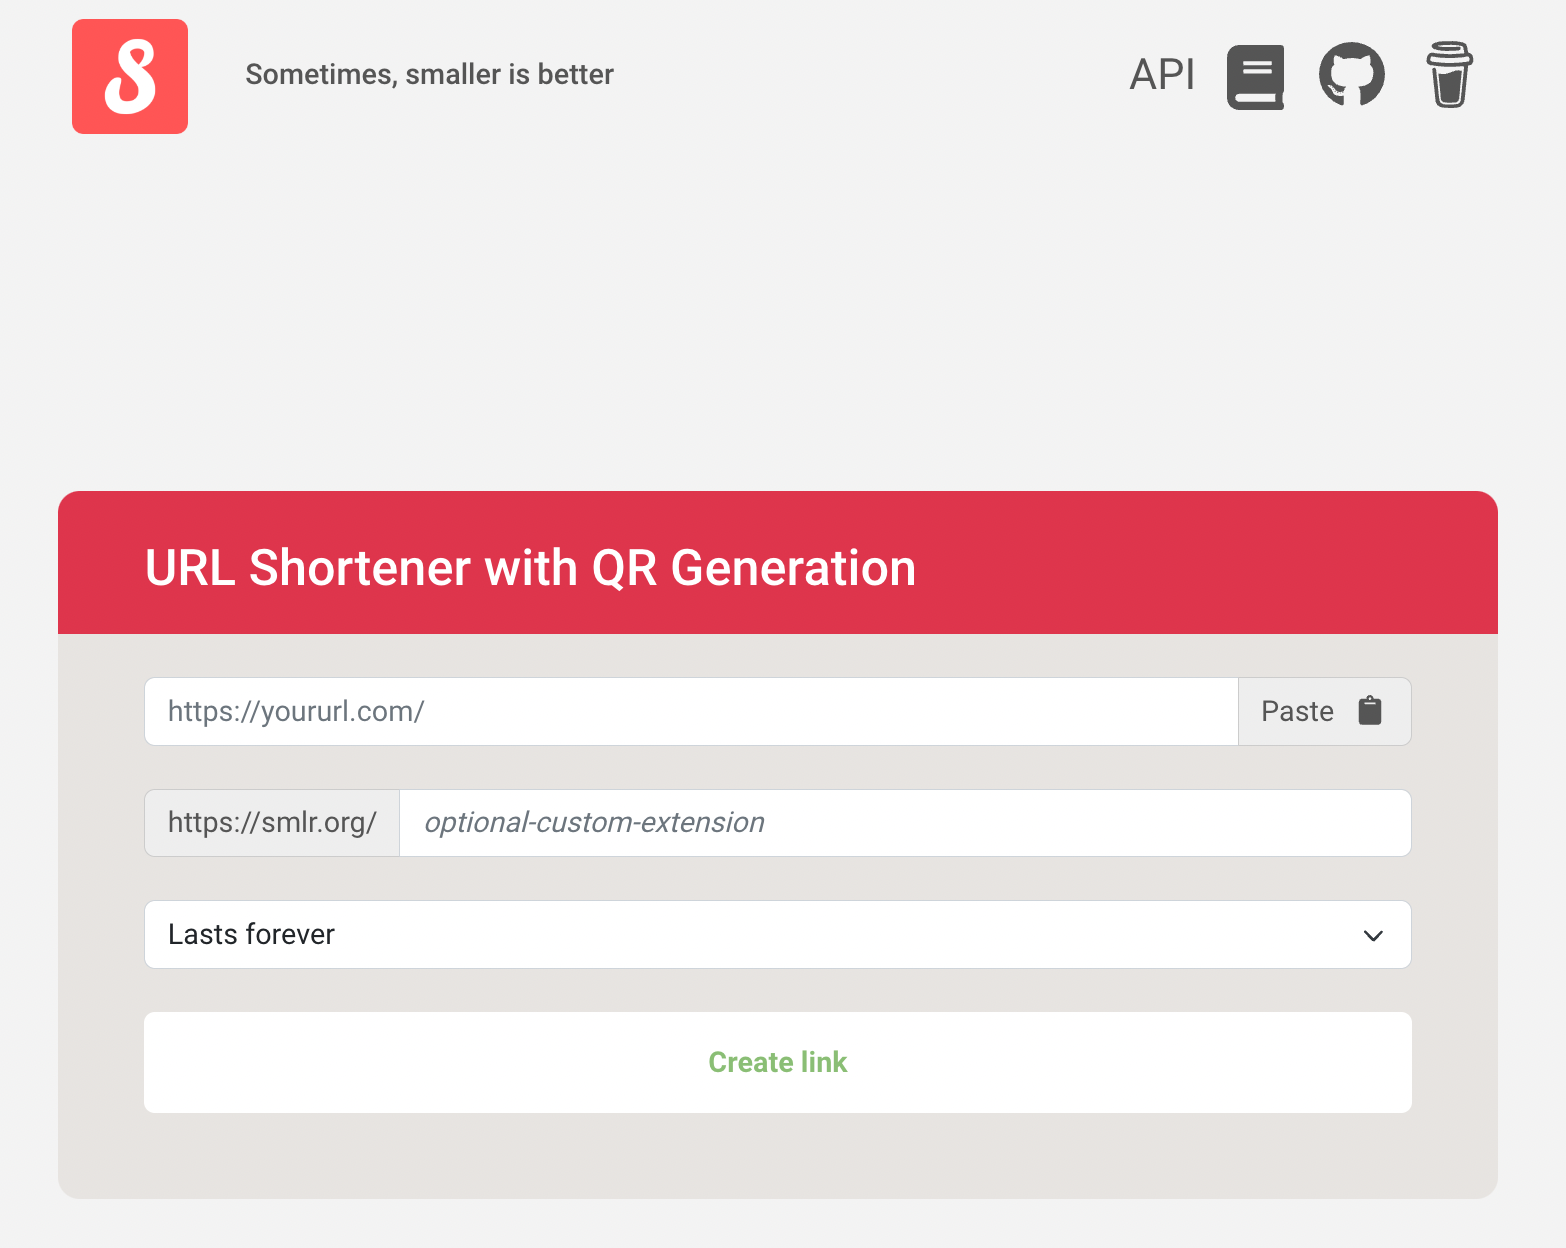 S
Sometimes, smaller is better
API
URL Shortener with QR Generation
https://yoururl.com/
Paste
https://smlr.org/
optional-custom-extension
Lasts forever
Create link